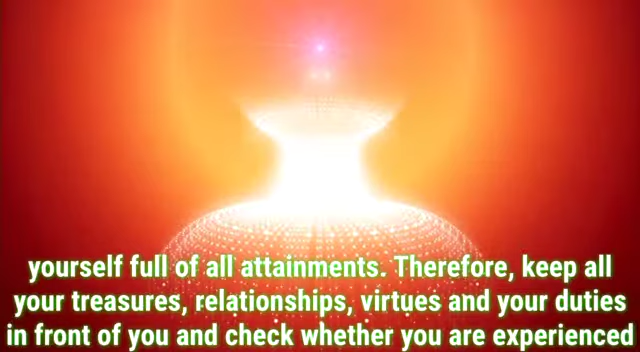 yourself full of all attainments. Therefore, keep all
your treasures, relationships, virtues and your duties
in front of you and check whether you are experienced